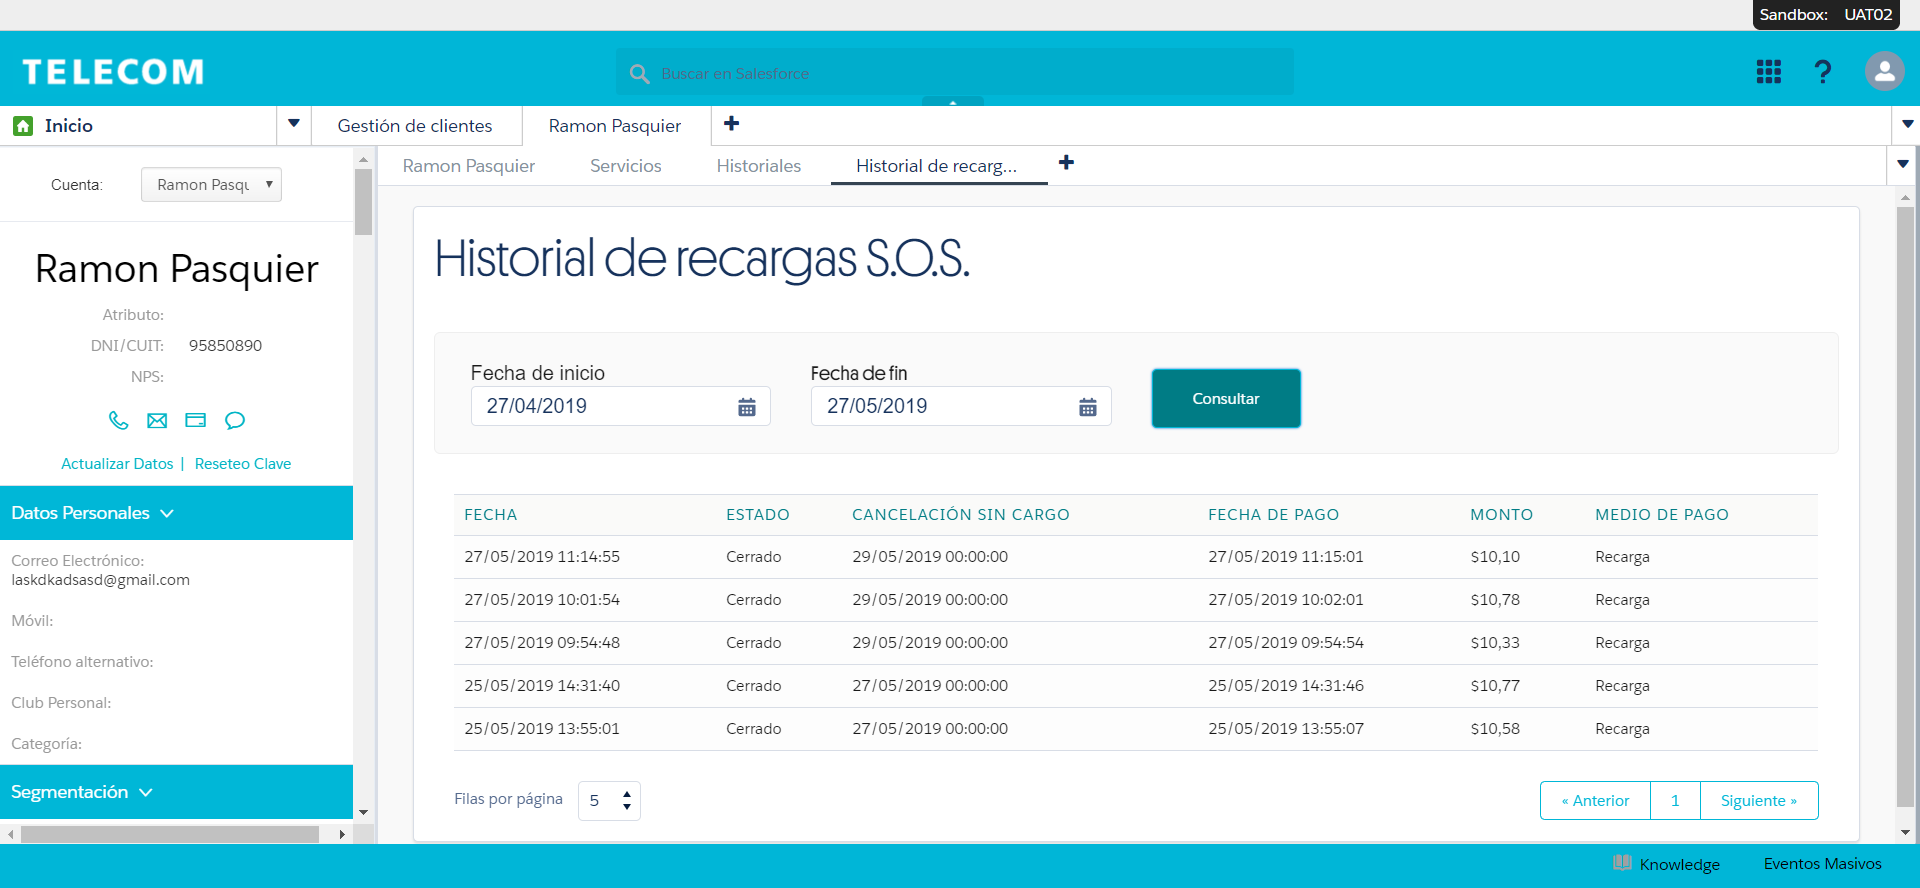 Sandbox: UAT02
TELECOM
Buscar en Salesforce
Inicio
Gestión de clientes
Ramon Pasquier
Ramon Pasquier
Servicios
Historiales
Historial de recarg...
Cuenta:
Ramon Pasqu
Ramon Pasquier
Atributo:
DNI/CUIT: 95850890
NPS:
Actualizar Datos | Reseteo Clave
Datos Personales
Correo Electrónico:
laskdkadsasd@gmail.com
Móvil:
Teléfono alternativo:
Club Personal:
Categoría:
Segmentación
Historial de recargas S.O.S.
Fecha de inicio
27/04/2019
Fecha de fin
27/05/2019
Consultar
FECHA ESTADO CANCELACIÓN SIN CARGO FECHA DE PAGO MONTO MEDIO DE PAGO
27/05/2019 11:14:55 Cerrado 29/05/2019 00:00:00 27/05/2019 11:15:01 $10,10 Recarga
27/05/2019 10:01:54 Cerrado 29/05/2019 00:00:00 27/05/2019 10:02:01 $10,78 Recarga
27/05/2019 09:54:48 Cerrado 29/05/2019 00:00:00 27/05/2019 09:54:54 $10,33 Recarga
25/05/2019 14:31:40 Cerrado 27/05/2019 00:00:00 25/05/2019 14:31:46 $10,77 Recarga
25/05/2019 13:55:01 Cerrado 27/05/2019 00:00:00 25/05/2019 13:55:07 $10,58 Recarga
Filas por página 5
« Anterior 1 Siguiente »
Knowledge
Eventos Masivos